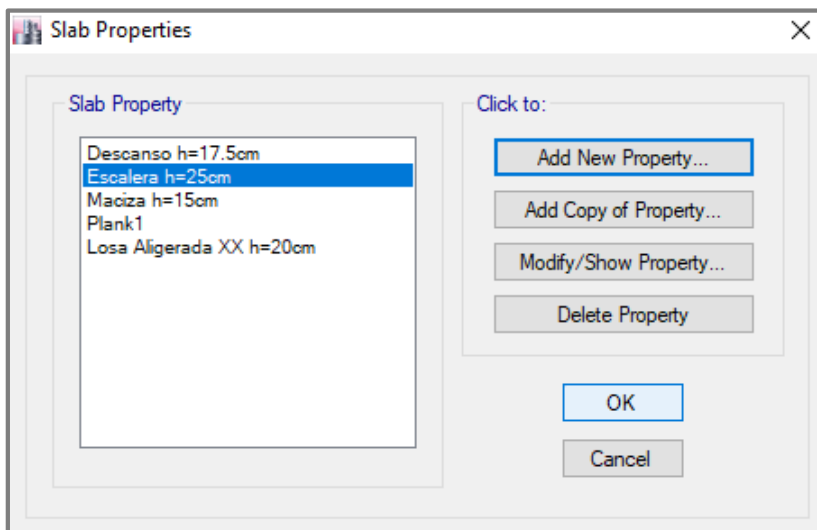 Slab Properties
Slab Property
Descanso h=17.5cm
Escalera h=25cm
Maciza h=15cm
Plank1
Losa Aligerada XX h=20cm
Click to:
Add New Property...
Add Copy of Property...
Modify/Show Property...
Delete Property
OK
Cancel